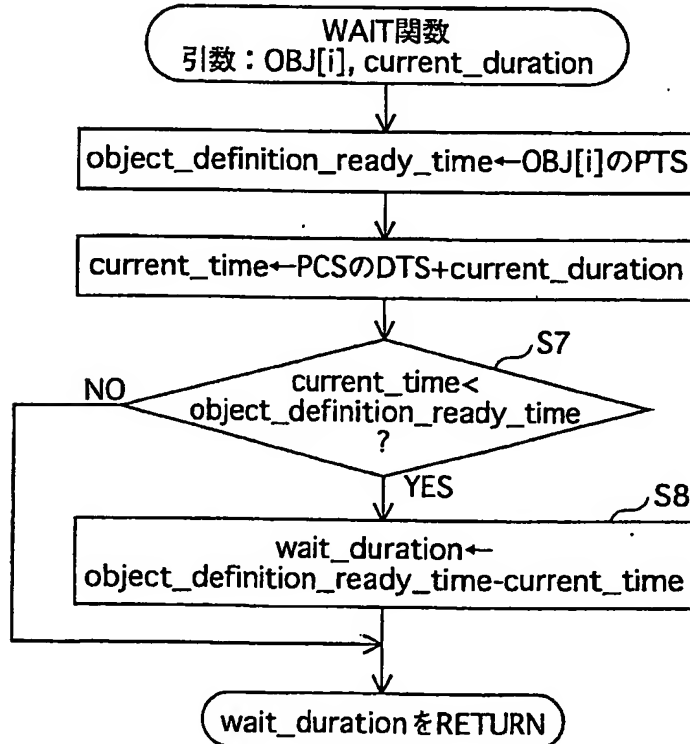 WAIT関数
引数：OBJ[i], current_duration
object_definition_ready_time←OBJ[i]のPTS
current_time←PCSのDTS+current_duration
S7
NO
current_time<
object_definition_ready_time
?
YES
S8
wait_duration←
object_definition_ready_time-current_time
wait_durationをRETURN